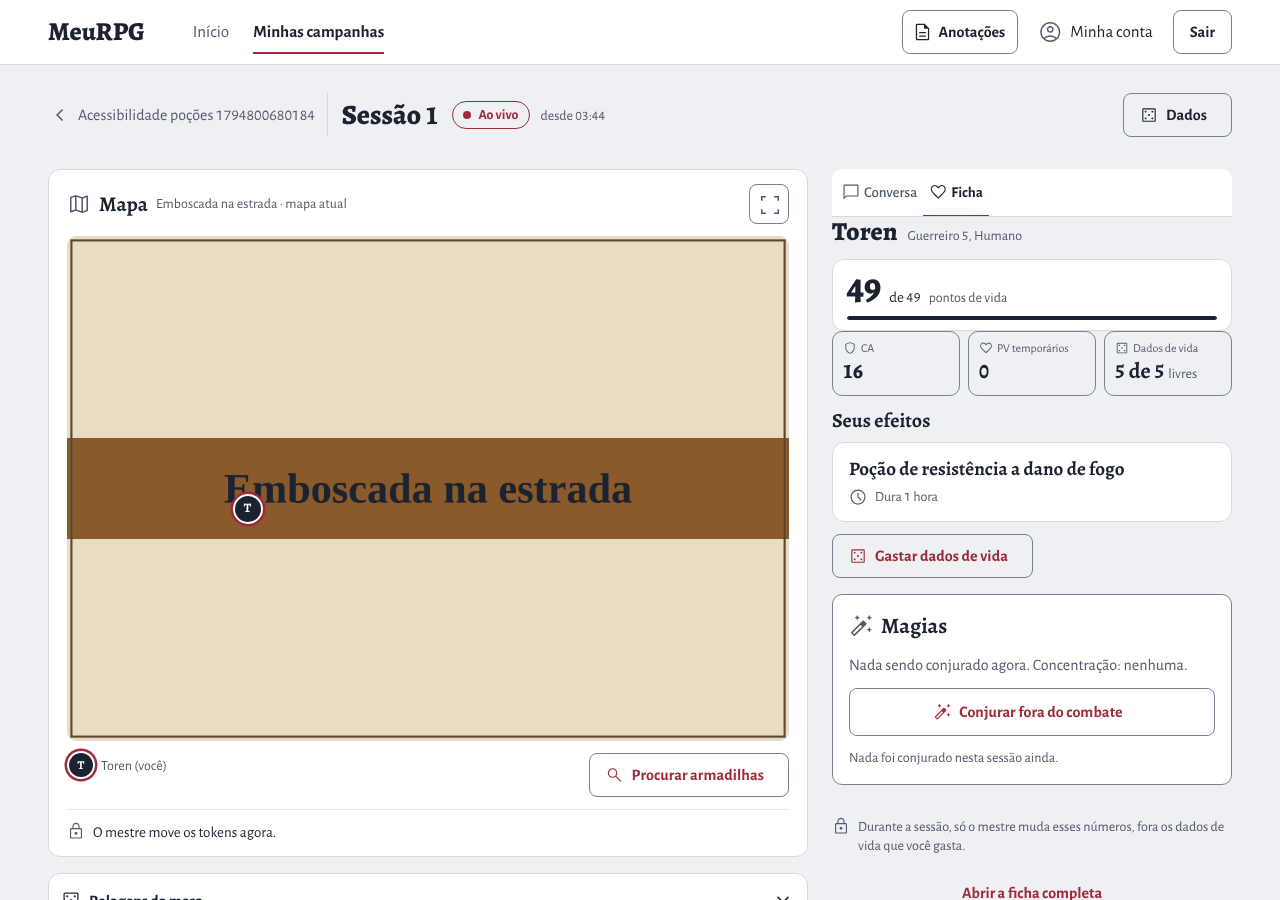 MeuRPG
Início
Minhas campanhas
Anotações
Minha conta
Sair
Acessibilidade poções 1794800680184
Sessão 1
Ao vivo
desde 03:44
Dados
Mapa
Emboscada na estrada · mapa atual
Emboscada na estrada
T
T
Toren (você)
Procurar armadilhas
O mestre move os tokens agora.
Conversa
Ficha
Toren
Guerreiro 5, Humano
49 de 49 pontos de vida
CA
16
PV temporários
0
Dados de vida
5 de 5 livres
Seus efeitos
Poção de resistência a dano de fogo
Dura 1 hora
Gastar dados de vida
Magias
Nada sendo conjurado agora. Concentração: nenhuma.
Conjurar fora do combate
Nada foi conjurado nesta sessão ainda.
Durante a sessão, só o mestre muda esses números, fora os dados de
vida que você gasta.
Abrir a ficha completa